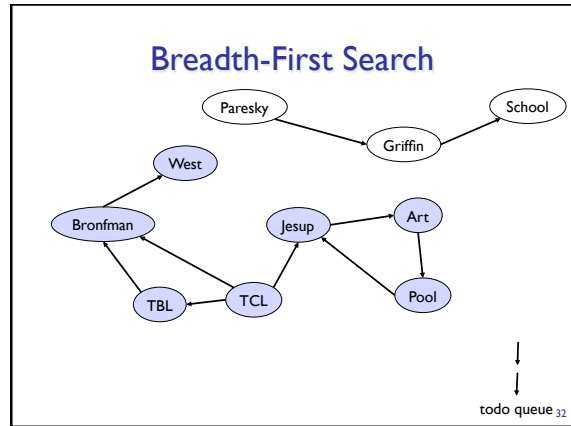 Breadth-First Search
Paresky
School
Griffin
West
Bronfman
Jesup
Art
TBL
TCL
Pool
todo queue 32